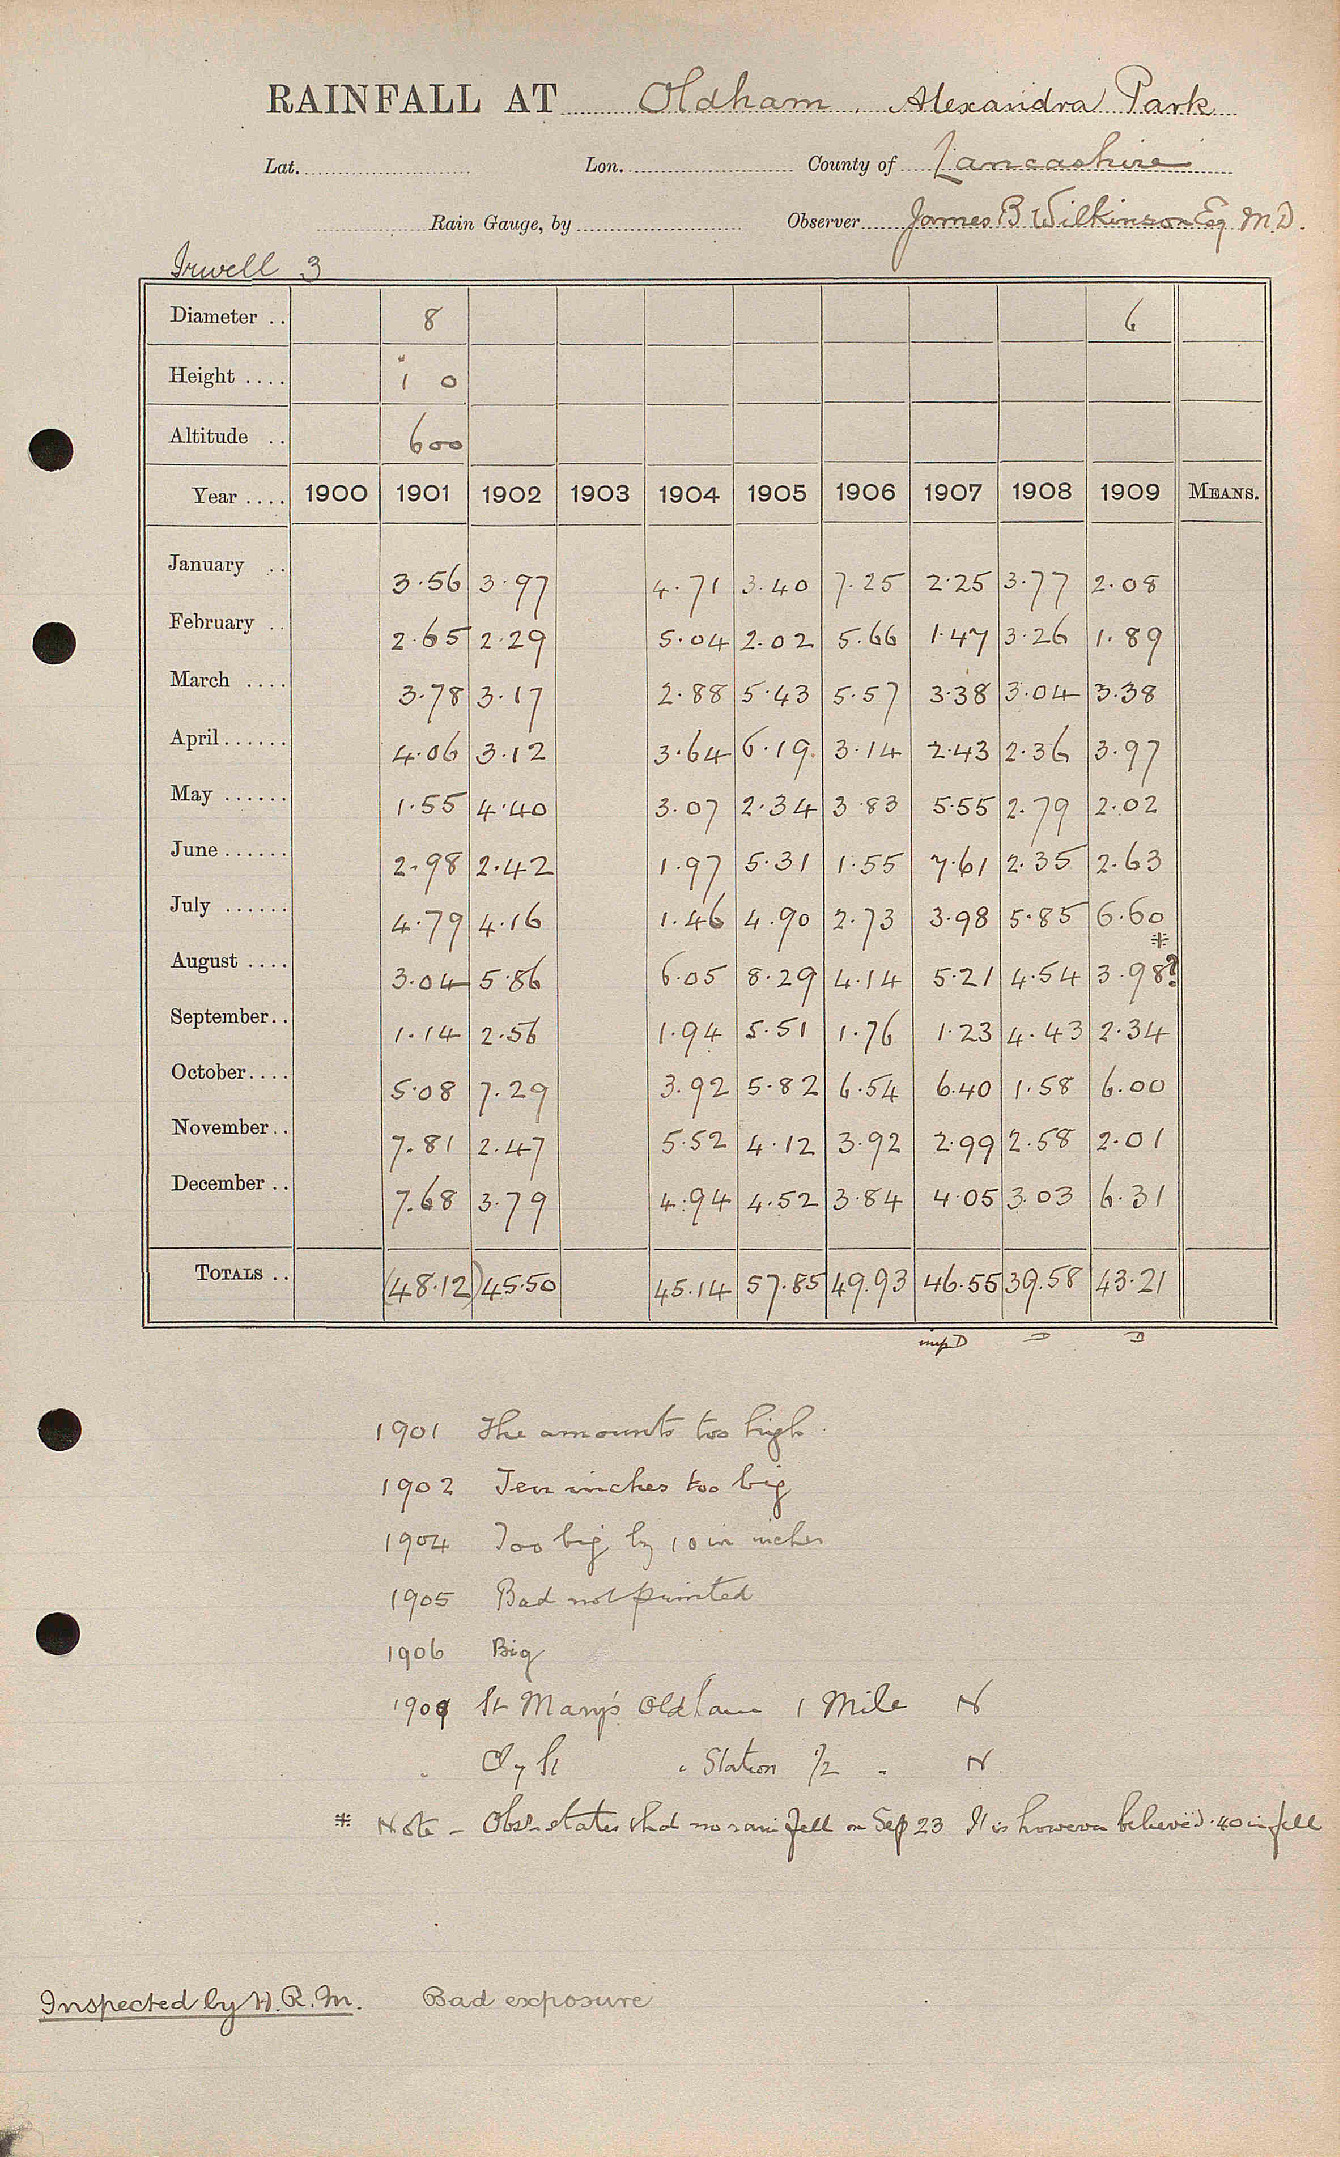 RAINFALL AT Oldham, Alexandra Park
Lat. Lon. County of Lancashire
Rain Gauge, by Observer James B Wilkinson Esq M.D.
Irwell 3
Diameter .. 8 6
Height .... 1 0
Altitude .. 600
Year .... 1900 1901 1902 1903 1904 1905 1906 1907 1908 1909 MEANS.
January .. 3.56 3.97 4.71 3.40 7.25 2.25 3.77 2.08
February .. 2.65 2.29 5.04 2.02 5.66 1.47 3.26 1.89
March .... 3.78 3.17 2.88 5.43 5.57 3.38 3.04 3.38
April...... 4.06 3.12 3.64 6.19 3.14 2.43 2.36 3.97
May ...... 1.55 4.40 3.07 2.34 3.83 5.55 2.79 2.02
June ...... 2.98 2.42 1.97 5.31 1.55 7.61 2.35 2.63
July ...... 4.79 4.16 1.46 4.90 2.73 3.98 5.85 6.60
August .... 3.04 5.86 6.05 8.29 4.14 5.21 4.54 3.98? *
September.. 1.14 2.56 1.94 5.51 1.76 1.23 4.43 2.34
October.... 5.08 7.29 3.92 5.82 6.54 6.40 1.58 6.00
November.. 7.81 2.47 5.52 4.12 3.92 2.99 2.58 2.01
December .. 7.68 3.79 4.94 4.52 3.84 4.05 3.03 6.31
TOTALS .. (48.12) 45.50 45.14 57.85 49.93 46.55 39.58 43.21
D D
1901 The amounts too high.
1902 Ten inches too big
1904 Too big by 10 in inches
1905 Bad not printed
1906 Big
1909 St Mary's Oldham 1 Mile N
" St " Station 1/2 " N
* Note - Obsr states that no rain fell on Sep 23 It is however believed .40 in fell
Inspected by H.R.M. Bad exposure